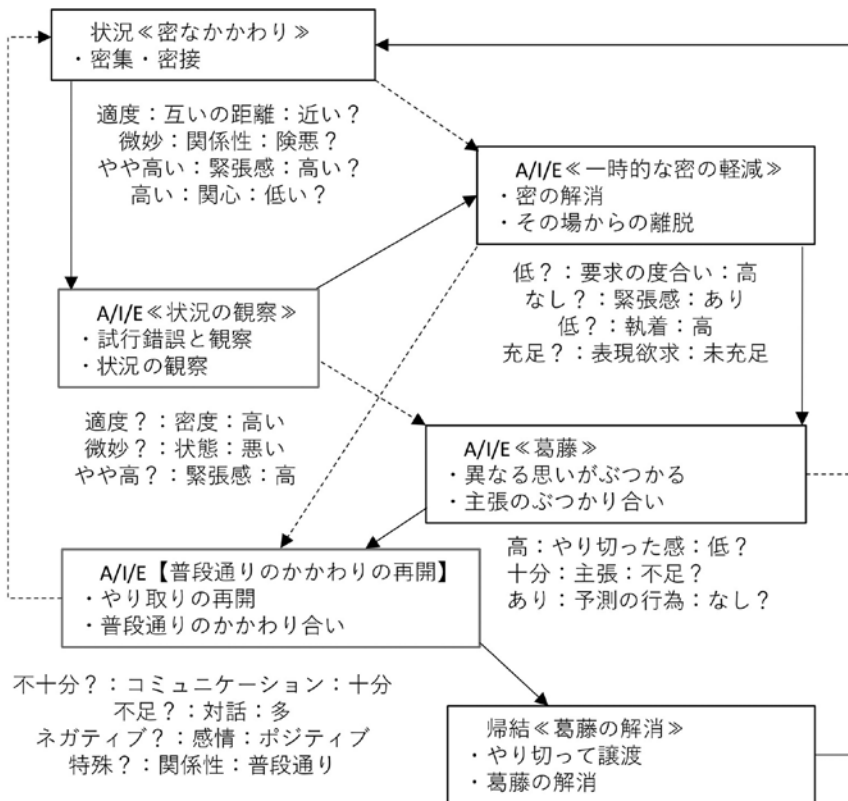 状況≪密なかかわり≫
・密集・密接
適度：互いの距離：近い？
微妙：関係性：険悪？
やや高い：緊張感：高い？
高い：関心：低い？
A/I/E≪一時的な密の軽減≫
・密の解消
・その場からの離脱
低？：要求の度合い：高
なし？：緊張感：あり
低？：執着：高
充足？：表現欲求：未充足
A/I/E≪状況の観察≫
・試行錯誤と観察
・状況の観察
適度？：密度：高い
微妙？：状態：悪い
やや高？：緊張感：高
A/I/E≪葛藤≫
・異なる思いがぶつかる
・主張のぶつかり合い
高：やり切った感：低？
十分：主張：不足？
あり：予測の行為：なし？
A/I/E【普段通りのかかわりの再開】
・やり取りの再開
・普段通りのかかわり合い
不十分？：コミュニケーション：十分
不足？：対話：多
ネガティブ？：感情：ポジティブ
特殊？：関係性：普段通り
帰結≪葛藤の解消≫
・やり切って譲渡
・葛藤の解消